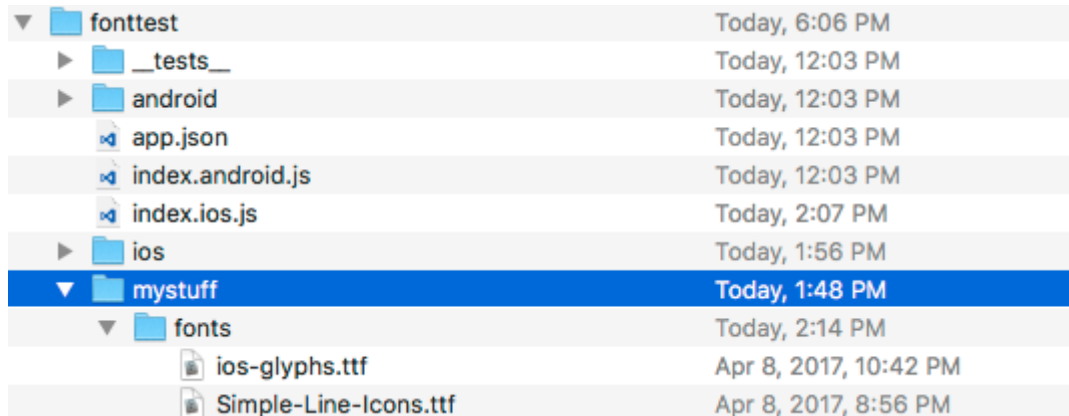 fonttest Today, 6:06 PM
__tests__ Today, 12:03 PM
android Today, 12:03 PM
app.json Today, 12:03 PM
index.android.js Today, 12:03 PM
index.ios.js Today, 2:07 PM
ios Today, 1:56 PM
mystuff Today, 1:48 PM
fonts Today, 2:14 PM
ios-glyphs.ttf Apr 8, 2017, 10:42 PM
Simple-Line-Icons.ttf Apr 8, 2017, 8:56 PM